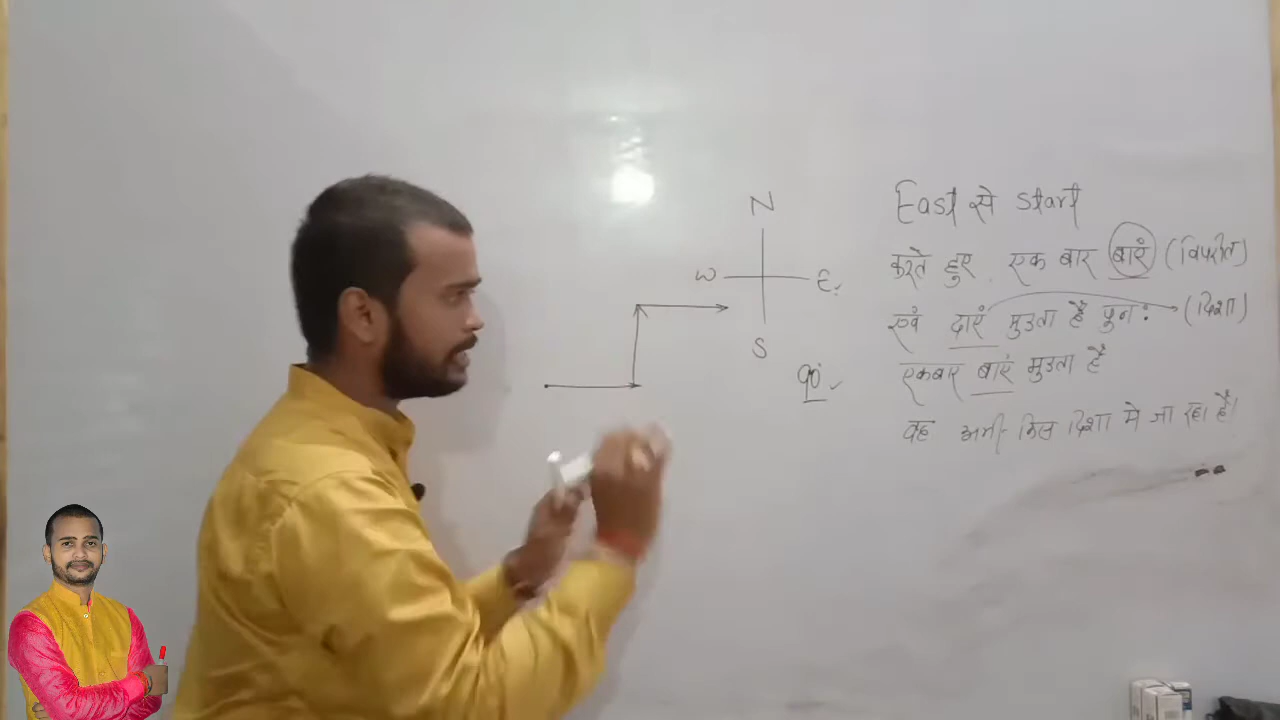 N
W
E
S
90°
East से start
करते हुए एक बार बाएं (विपरीत)
एवं दाएं मुड़ता है पुन: (दिशा)
एकबार बाएं मुड़ता है
वह अभी किस दिशा मे जा रहा है।